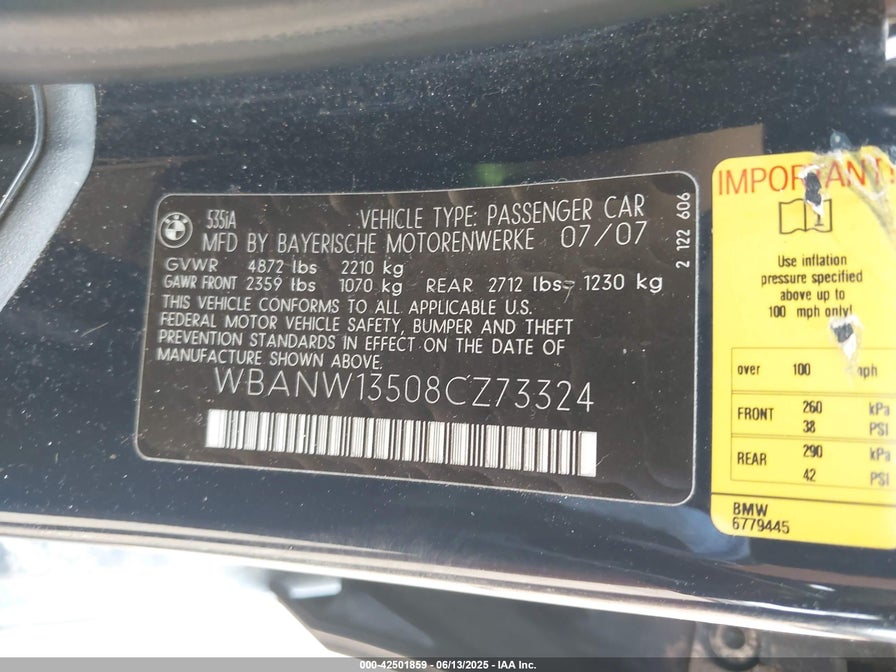 BMW
535iA
VEHICLE TYPE: PASSENGER CAR
MFD BY BAYERISCHE MOTORENWERKE 07/07
GVWR 4872 lbs 2210 kg
GAWR FRONT 2359 lbs 1070 kg REAR 2712 lbs 1230 kg
THIS VEHICLE CONFORMS TO ALL APPLICABLE U.S.
FEDERAL MOTOR VEHICLE SAFETY, BUMPER AND THEFT
PREVENTION STANDARDS IN EFFECT ON THE DATE OF
MANUFACTURE SHOWN ABOVE.
WBANW13508CZ73324
2 122 606
IMPORTANT
Use inflation
pressure specified
above up to
100 mph only!
over 100 mph
FRONT 260 kPa
38 PSI
REAR 290 kPa
42 PSI
BMW
6779445
000-42501859 - 06/13/2025 - IAA Inc.